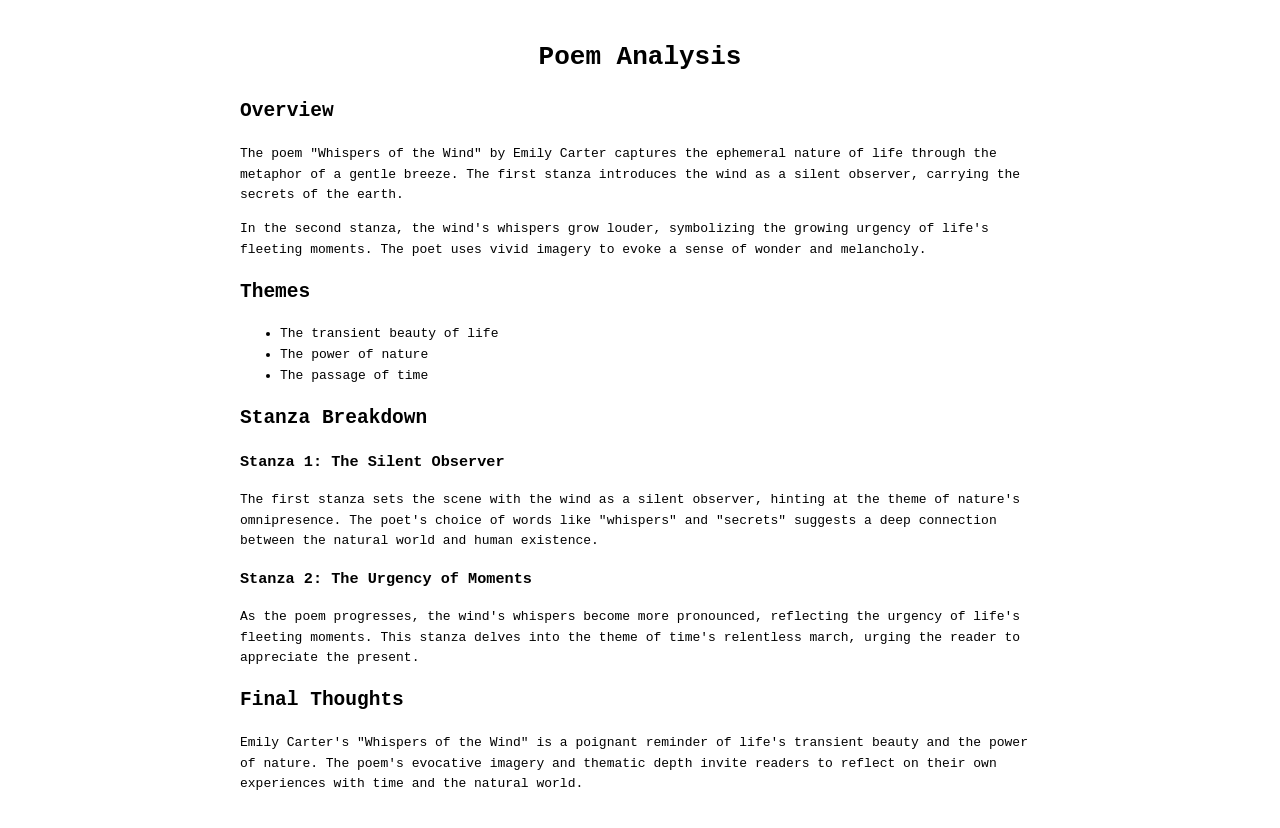 Poem Analysis
Overview
The poem "Whispers of the Wind" by Emily Carter captures the ephemeral nature of life through the
metaphor of a gentle breeze. The first stanza introduces the wind as a silent observer, carrying the
secrets of the earth.
In the second stanza, the wind's whispers grow louder, symbolizing the growing urgency of life's
fleeting moments. The poet uses vivid imagery to evoke a sense of wonder and melancholy.
Themes
• The transient beauty of life
• The power of nature
• The passage of time
Stanza Breakdown
Stanza 1: The Silent Observer
The first stanza sets the scene with the wind as a silent observer, hinting at the theme of nature's
omnipresence. The poet's choice of words like "whispers" and "secrets" suggests a deep connection
between the natural world and human existence.
Stanza 2: The Urgency of Moments
As the poem progresses, the wind's whispers become more pronounced, reflecting the urgency of life's
fleeting moments. This stanza delves into the theme of time's relentless march, urging the reader to
appreciate the present.
Final Thoughts
Emily Carter's "Whispers of the Wind" is a poignant reminder of life's transient beauty and the power
of nature. The poem's evocative imagery and thematic depth invite readers to reflect on their own
experiences with time and the natural world.